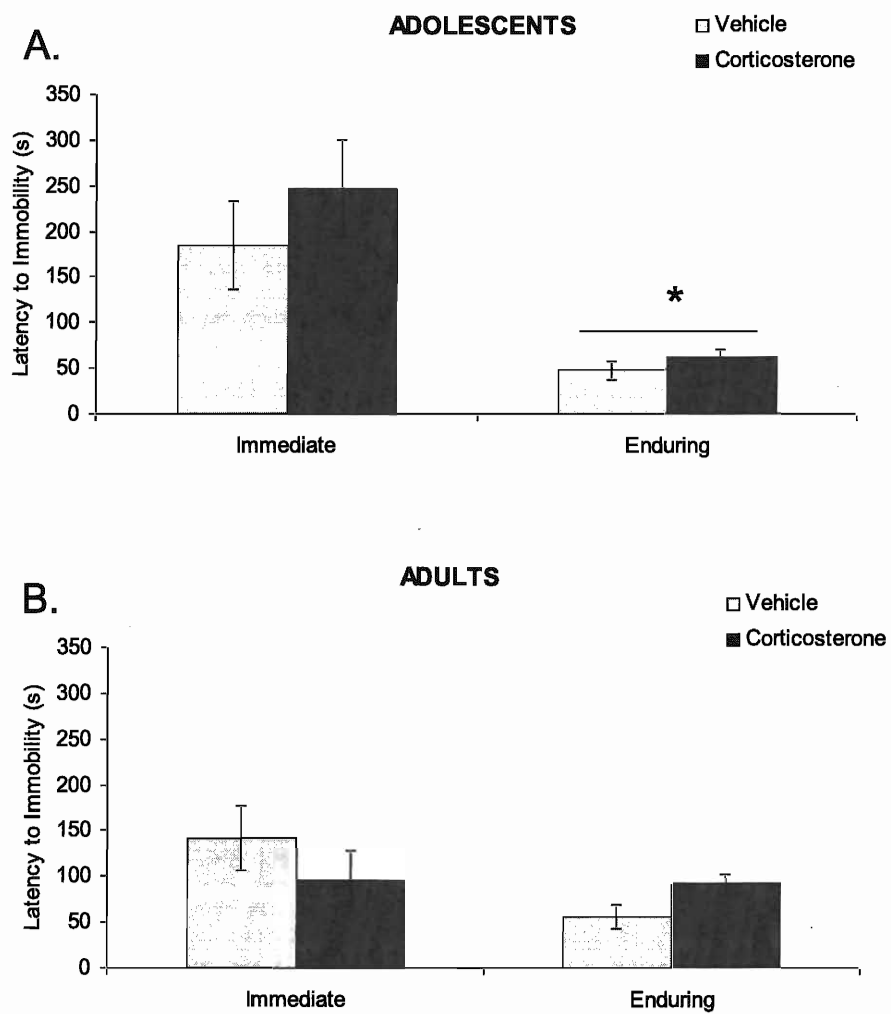 A.
ADOLESCENTS
Vehicle
Corticosterone
Latency to Immobility (s)
350
300
250
200
150
100
50
0
*
Immediate Enduring
B.
ADULTS
Vehicle
Corticosterone
Latency to Immobility (s)
350
300
250
200
150
100
50
0
Immediate Enduring